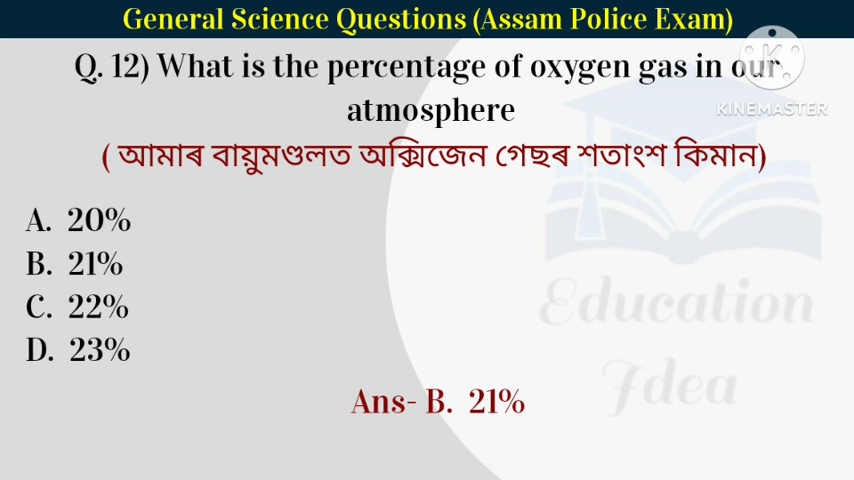 General Science Questions (Assam Police Exam)
Q. 12) What is the percentage of oxygen gas in our
atmosphere
( আমাৰ বায়ুমণ্ডলত অক্সিজেন গেছৰ শতাংশ কিমান)
A. 20%
B. 21%
C. 22%
D. 23%
Ans- B. 21%
K
KINEMASTER
Education
Idea